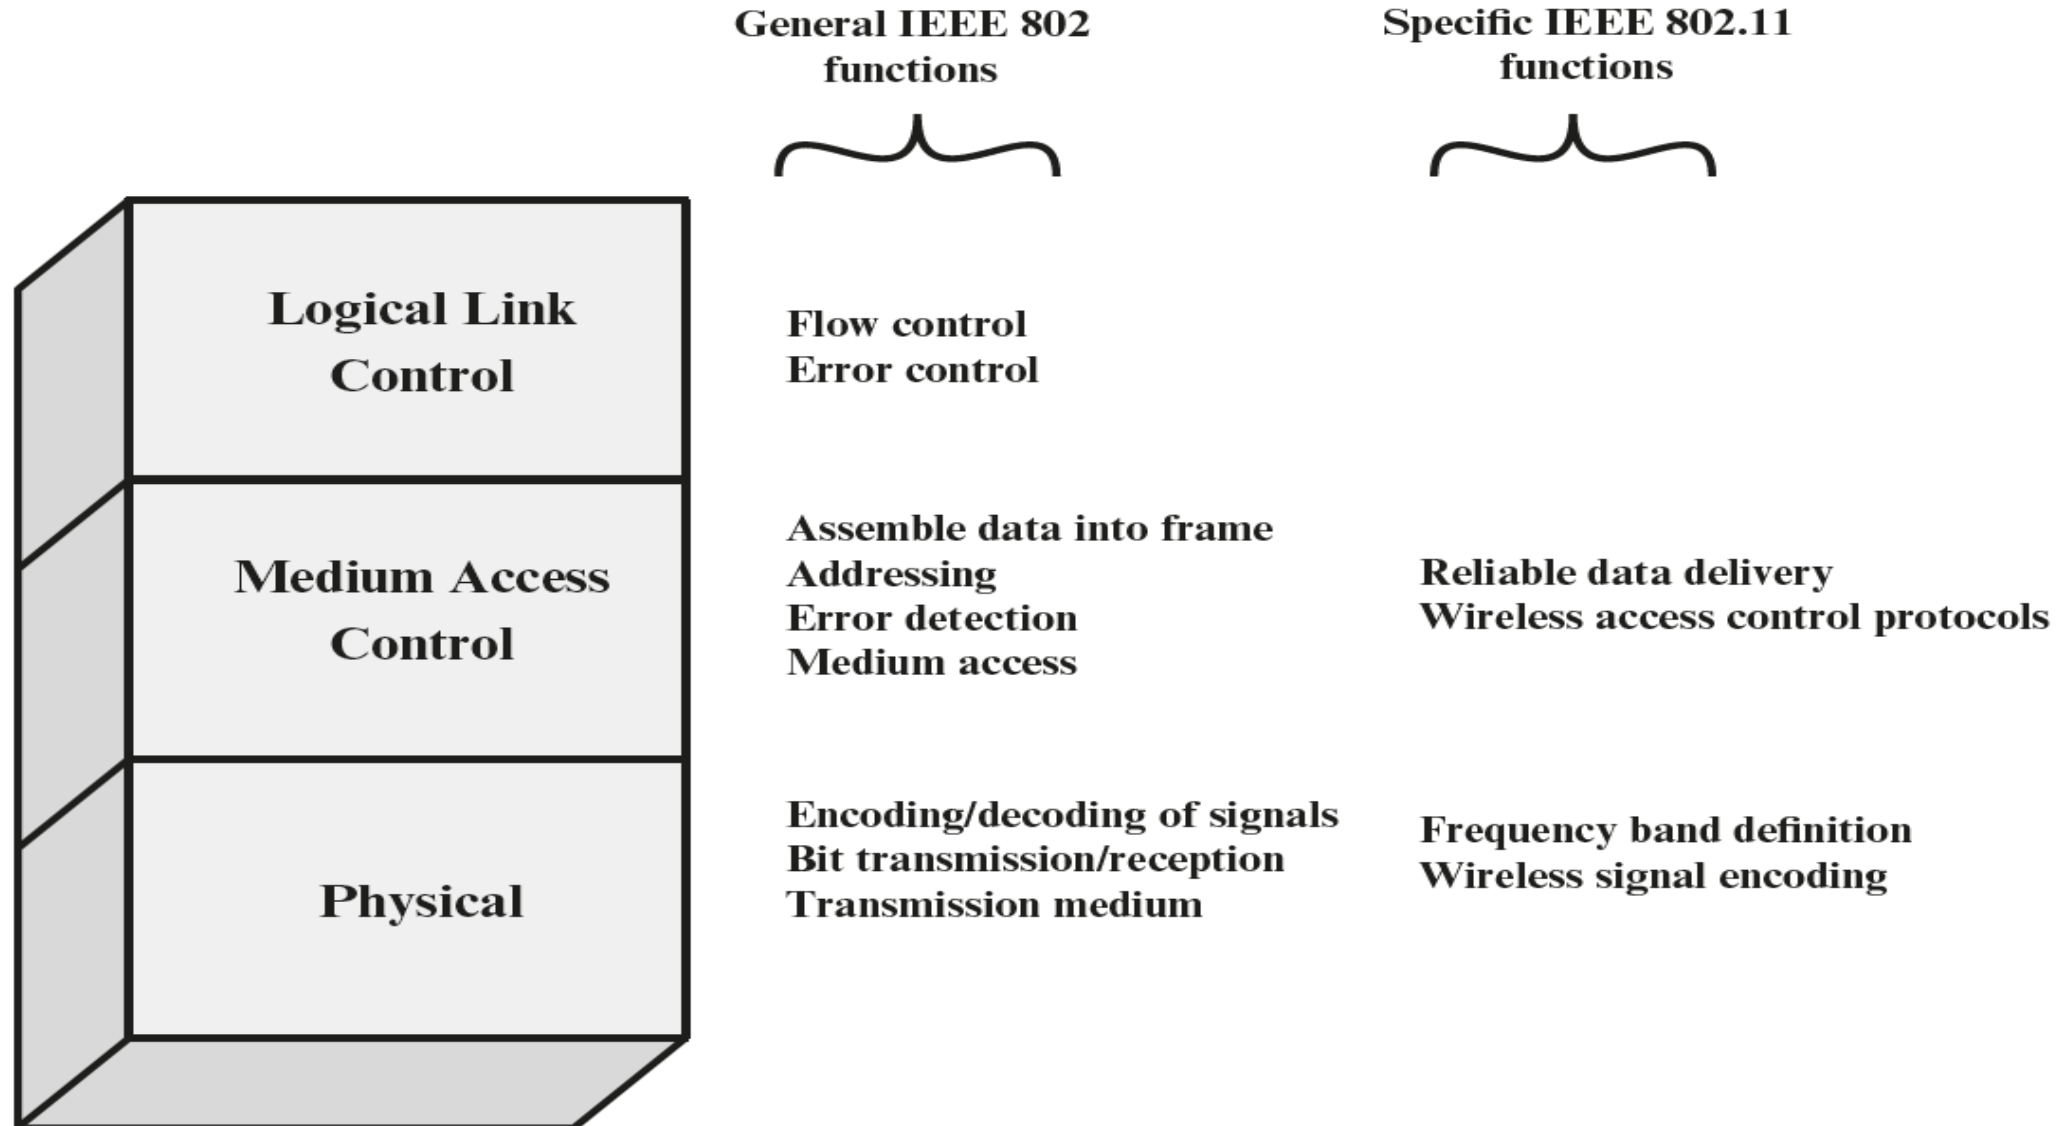 General IEEE 802
functions
Specific IEEE 802.11
functions
Logical Link
Control
Flow control
Error control
Medium Access
Control
Assemble data into frame
Addressing
Error detection
Medium access
Reliable data delivery
Wireless access control protocols
Physical
Encoding/decoding of signals
Bit transmission/reception
Transmission medium
Frequency band definition
Wireless signal encoding